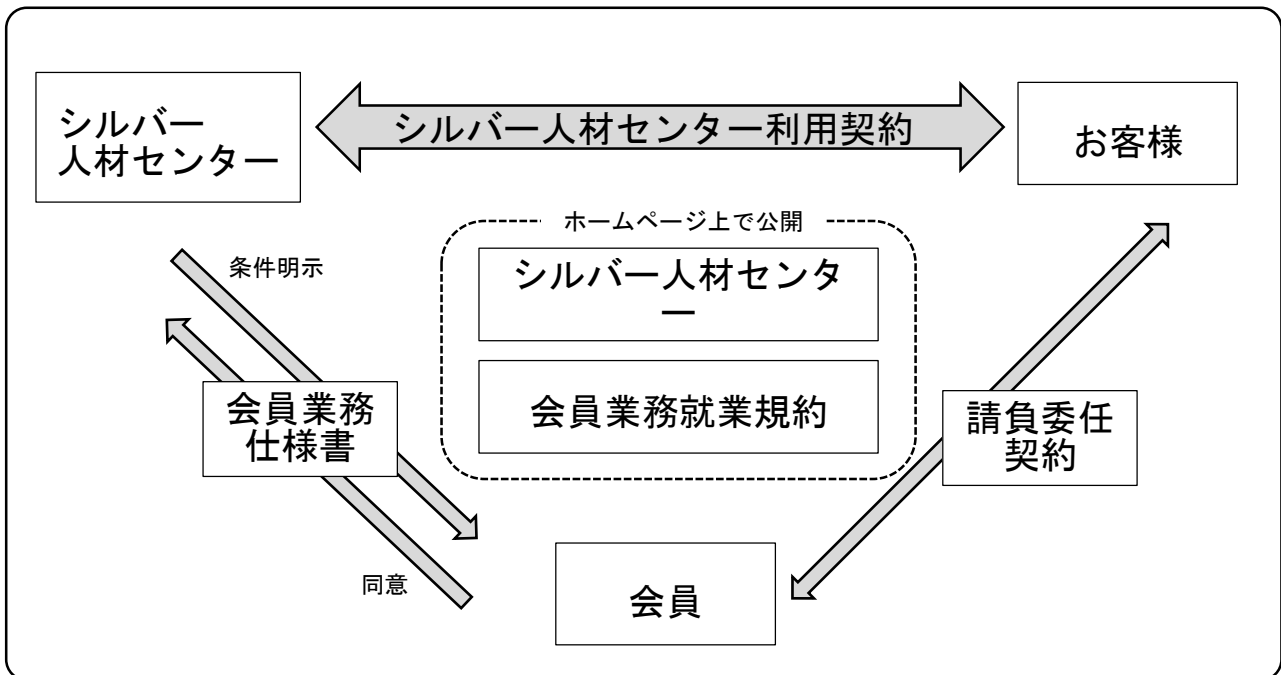 シルバー
人材センター
シルバー人材センター利用契約
お客様
ホームページ上で公開
シルバー人材センタ
ー
条件明示
会員業務就業規約
会員業務
仕様書
請負委任
契約
同意
会員